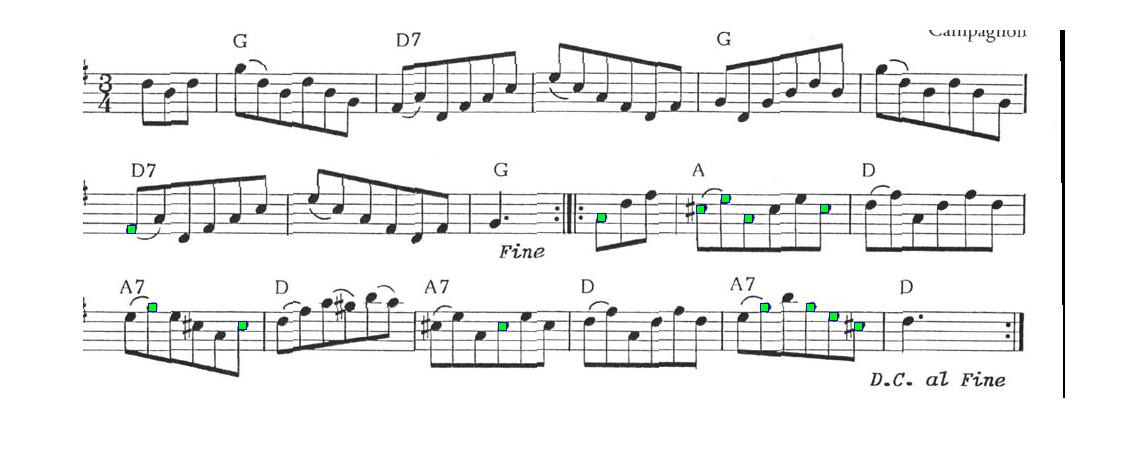 Campagnon
G D7 G
3
4
D7 G A D
Fine
A7 D A7 D A7 D
D.C. al Fine